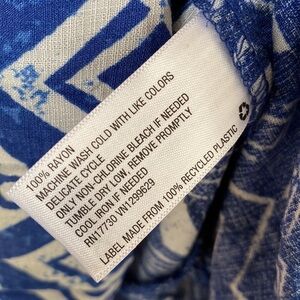 100% RAYON
MACHINE WASH COLD WITH LIKE COLORS
DELICATE CYCLE
ONLY NON-CHLORINE BLEACH IF NEEDED
TUMBLE DRY LOW, REMOVE PROMPTLY
COOL IRON IF NEEDED
RN17730 VN1299629
LABEL MADE FROM 100% RECYCLED PLASTIC